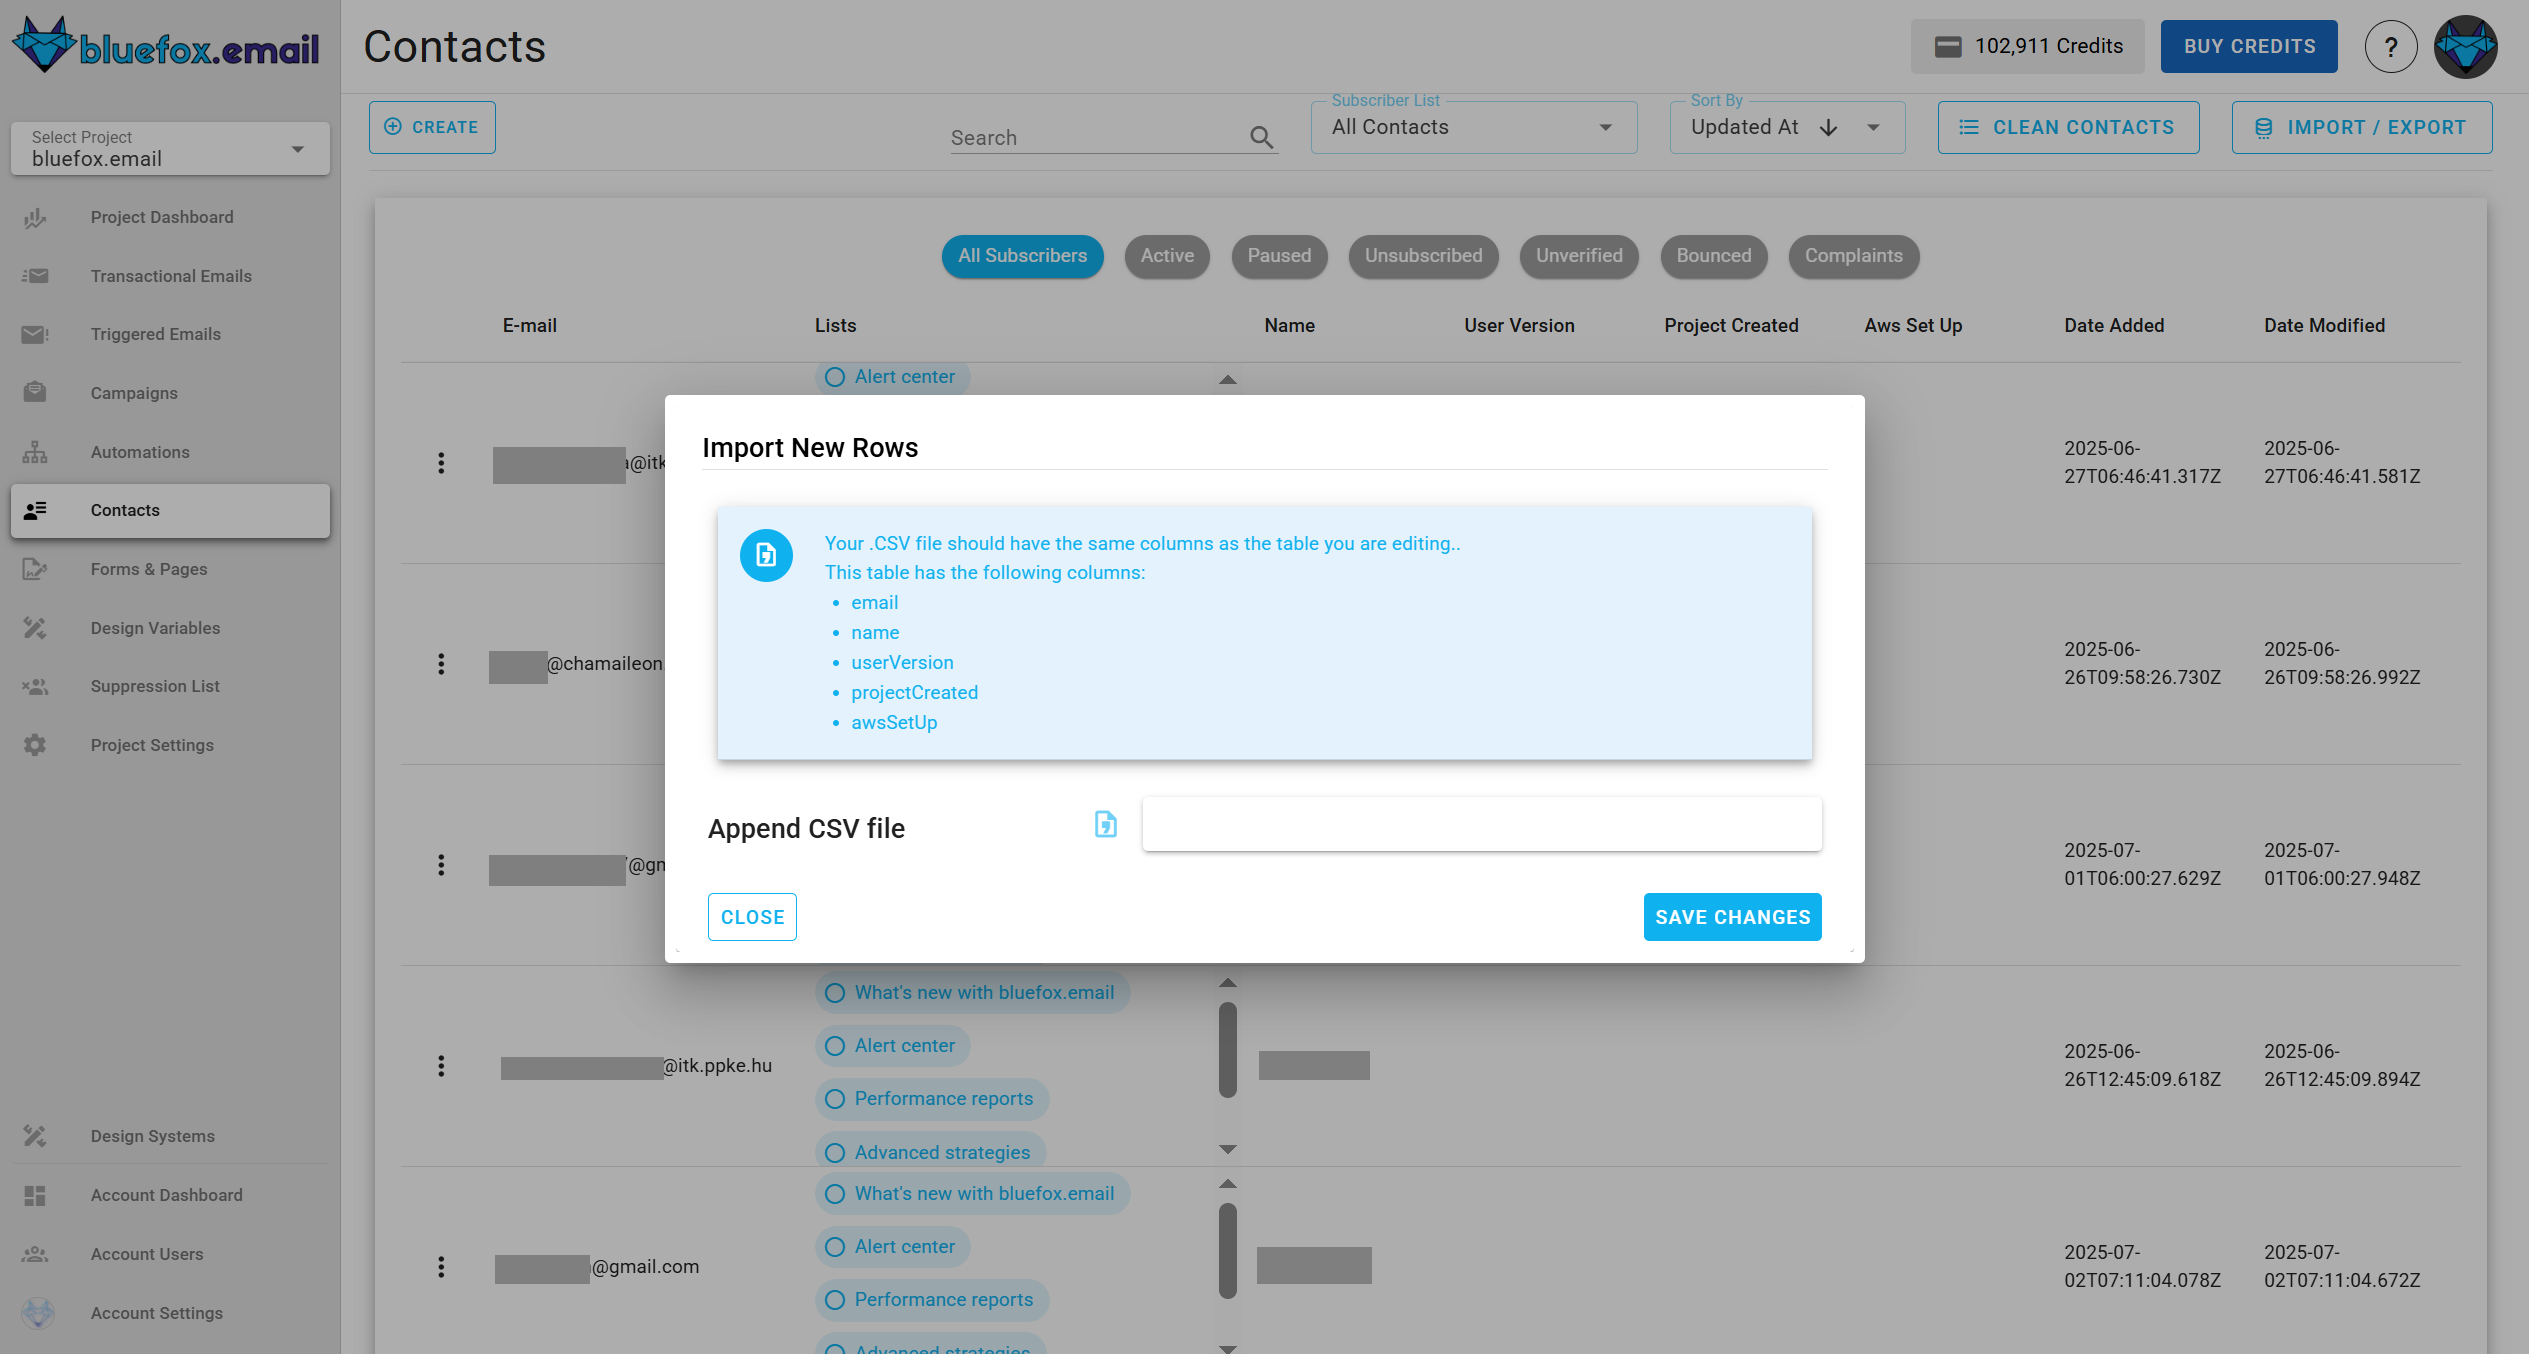 bluefox.email
Contacts
102,911 Credits
BUY CREDITS
?
Select Project
bluefox.email
CREATE
Search
Subscriber List
All Contacts
Sort By
Updated At
CLEAN CONTACTS
IMPORT / EXPORT
Project Dashboard
Transactional Emails
Triggered Emails
Campaigns
Automations
Contacts
Forms & Pages
Design Variables
Suppression List
Project Settings
Design Systems
Account Dashboard
Account Users
Account Settings
All Subscribers
Active
Paused
Unsubscribed
Unverified
Bounced
Complaints
E-mail
Lists
Name
User Version
Project Created
Aws Set Up
Date Added
Date Modified
Alert center
@itk
2025-06-
27T06:46:41.317Z
2025-06-
27T06:46:41.581Z
@chamaileon.
2025-06-
26T09:58:26.730Z
2025-06-
26T09:58:26.992Z
@gm
2025-07-
01T06:00:27.629Z
2025-07-
01T06:00:27.948Z
Import New Rows
Your .CSV file should have the same columns as the table you are editing..
This table has the following columns:
• email
• name
• userVersion
• projectCreated
• awsSetUp
Append CSV file
CLOSE
SAVE CHANGES
@itk.ppke.hu
What's new with bluefox.email
Alert center
Performance reports
Advanced strategies
2025-06-
26T12:45:09.618Z
2025-06-
26T12:45:09.894Z
@gmail.com
What's new with bluefox.email
Alert center
Performance reports
Advanced strategies
2025-07-
02T07:11:04.078Z
2025-07-
02T07:11:04.672Z